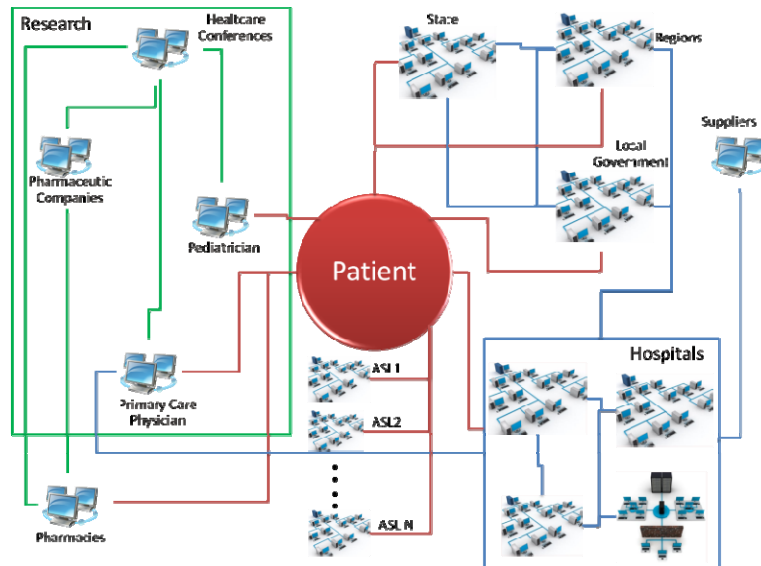 Research
Healtcare
Conferences
State
Regions
Suppliers
Local
Government
Pharmaceutic
Companies
Pediatrician
Patient
Hospitals
ASL1
Primary Care
Physician
ASL2
ASL N
Pharmacies